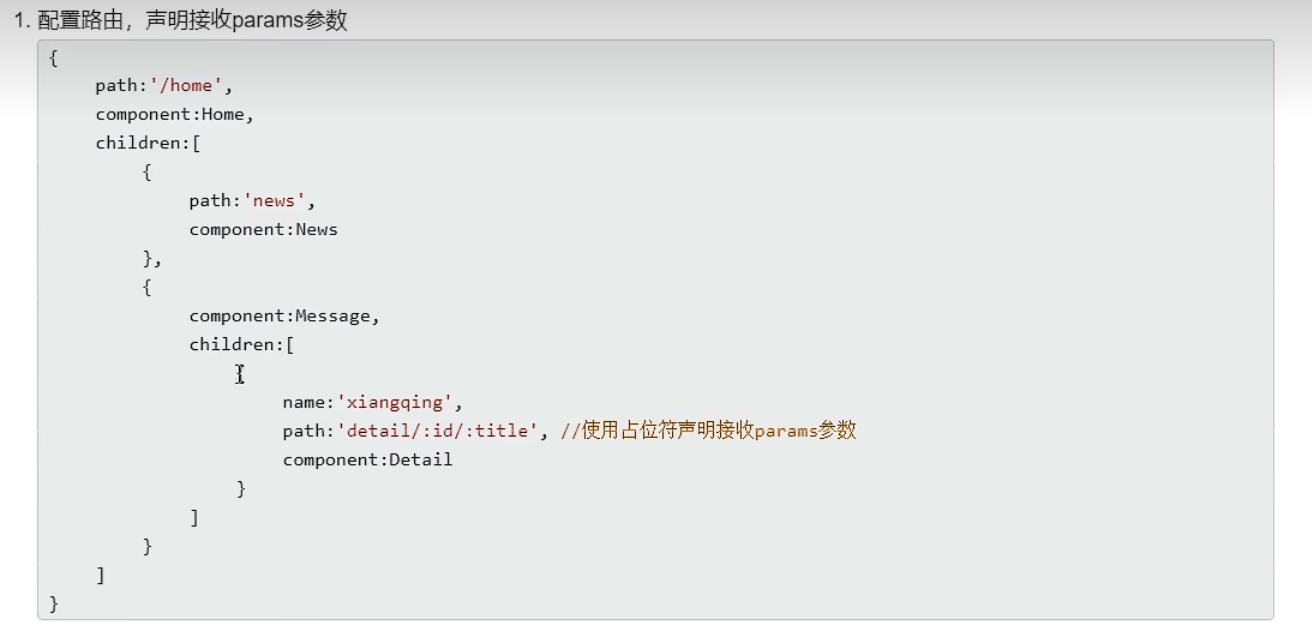 1. 配置路由，声明接收params参数
{
    path:'/home',
    component:Home,
    children:[
        {
            path:'news',
            component:News
        },
        {
            component:Message,
            children:[
                {
                    name:'xiangqing',
                    path:'detail/:id/:title', //使用占位符声明接收params参数
                    component:Detail
                }
            ]
        }
    ]
}